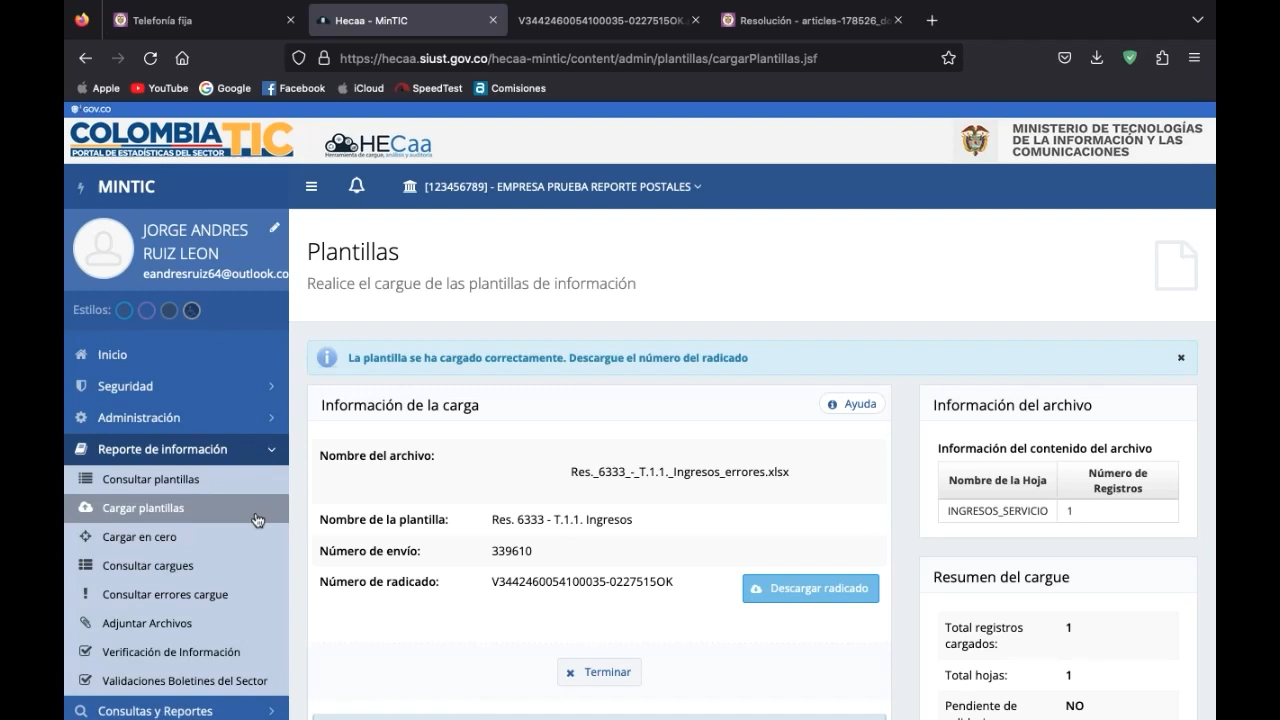 Telefonía fija
Hecaa - MinTIC
V3442460054100035-0227515OK
Resolución - articles-178526_d
https://hecaa.siust.gov.co/hecaa-mintic/content/admin/plantillas/cargarPlantillas.jsf
Apple
YouTube
Google
Facebook
iCloud
SpeedTest
Comisiones
GOV.CO
COLOMBIATIC
PORTAL DE ESTADÍSTICAS DEL SECTOR
HECaa
Herramienta de cargue, análisis y auditoría
MINISTERIO DE TECNOLOGÍAS
DE LA INFORMACIÓN Y LAS
COMUNICACIONES
MINTIC
[123456789] - EMPRESA PRUEBA REPORTE POSTALES
JORGE ANDRES
RUIZ LEON
eandresruiz64@outlook.co
Estilos:
Inicio
Seguridad
Administración
Reporte de información
Consultar plantillas
Cargar plantillas
Cargar en cero
Consultar cargues
Consultar errores cargue
Adjuntar Archivos
Verificación de Información
Validaciones Boletines del Sector
Consultas y Reportes
Plantillas
Realice el cargue de las plantillas de información
La plantilla se ha cargado correctamente. Descargue el número del radicado
Información de la carga
Ayuda
Nombre del archivo:
Res._6333_-_T.1.1._Ingresos_errores.xlsx
Nombre de la plantilla: Res. 6333 - T.1.1. Ingresos
Número de envío: 339610
Número de radicado: V3442460054100035-0227515OK
Descargar radicado
Terminar
Información del archivo
Información del contenido del archivo
Nombre de la Hoja
Número de
Registros
INGRESOS_SERVICIO 1
Resumen del cargue
Total registros
cargados:
1
Total hojas: 1
Pendiente de NO